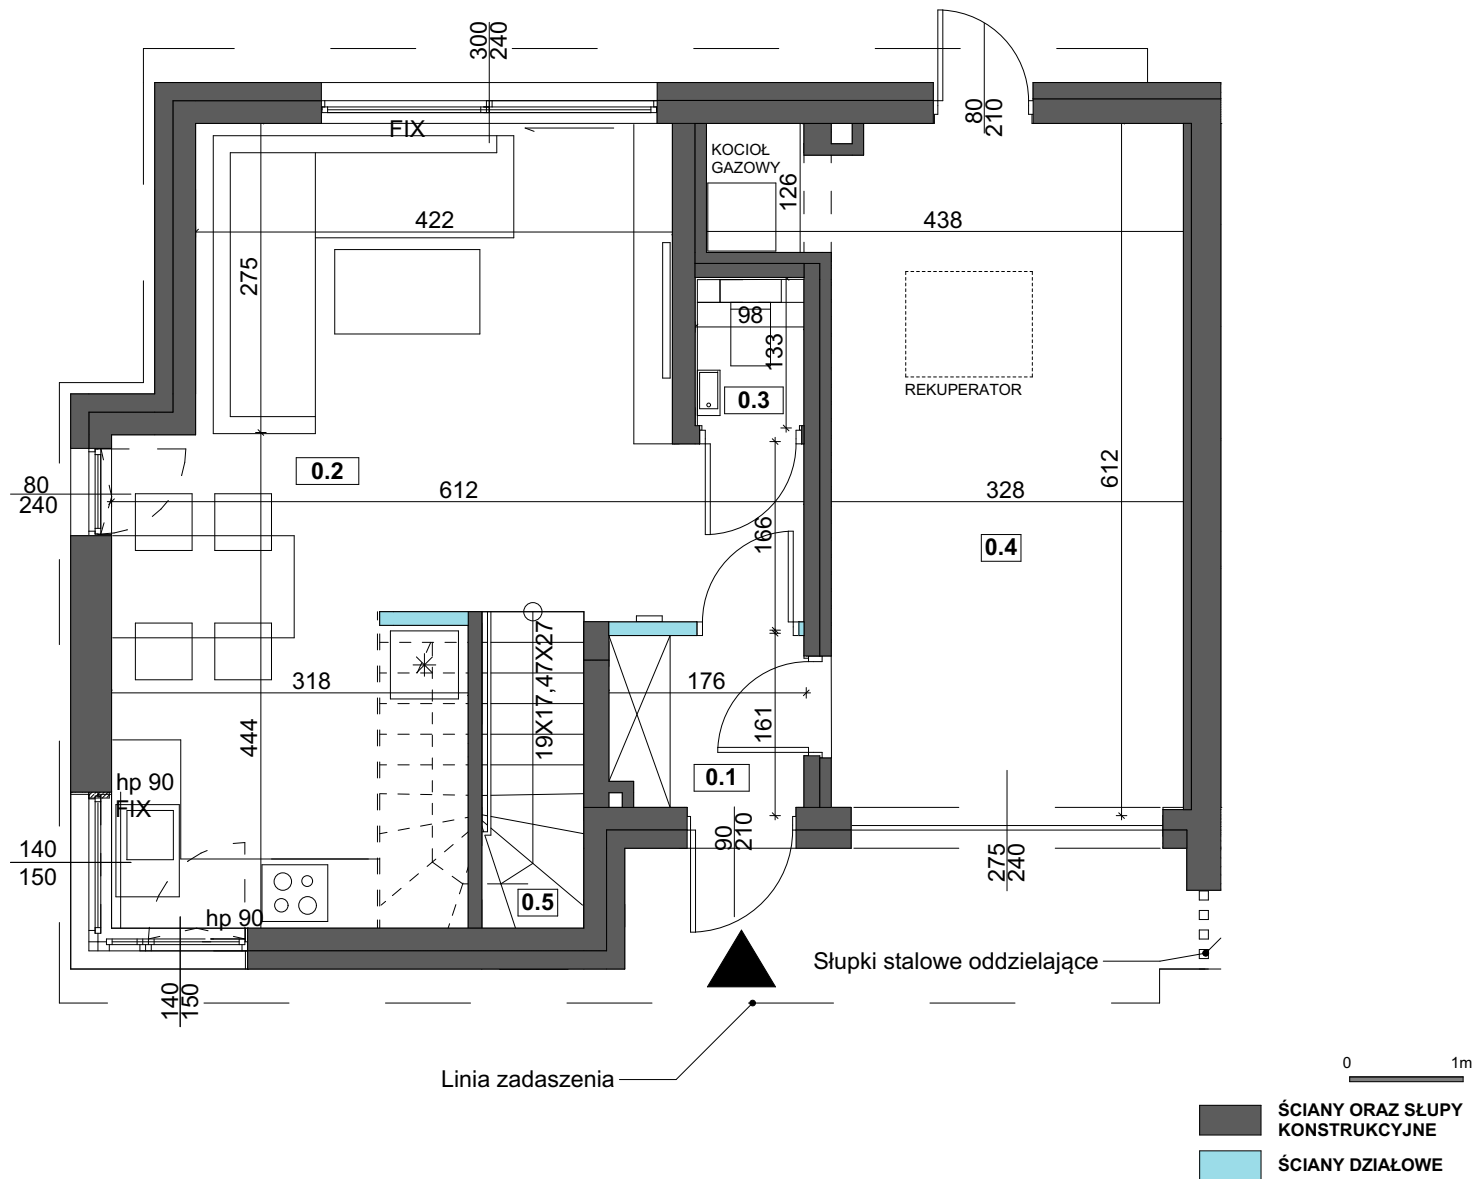 300
240
80
210
FIX
KOCIOŁ
GAZOWY
126
422
438
275
98
133
REKUPERATOR
0.3
0.2
80
240
612
328
612
166
0.4
19X17,47X27
318
176
444
161
0.1
hp 90
FIX
90
210
275
240
140
150
0.5
hp 90
140
150
Słupki stalowe oddzielające
Linia zadaszenia
0 1m
ŚCIANY ORAZ SŁUPY
KONSTRUKCYJNE
ŚCIANY DZIAŁOWE